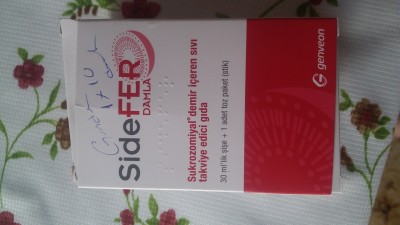 SideFER
DAMLA
Sukrozomiyal® demir içeren sıvı
takviye edici gıda
30 ml'lik şişe + 1 adet toz paket (stik)
genveon